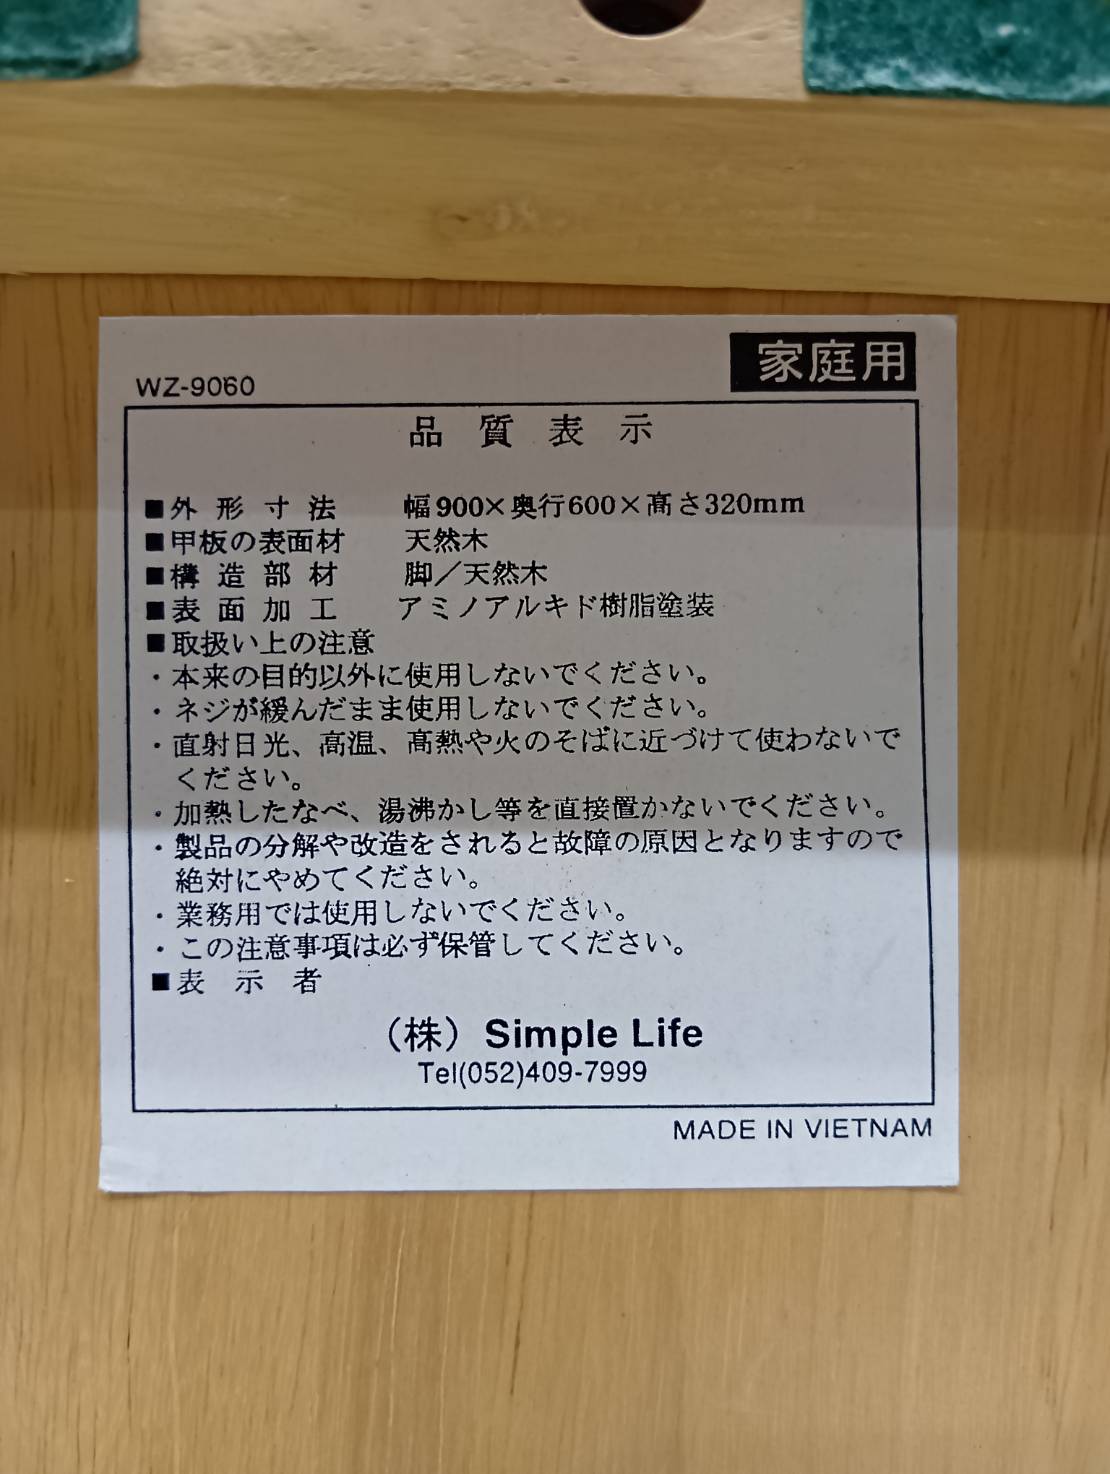 WZ-9060
家庭用
品質表示
■外形寸法 幅900×奥行600×高さ320mm
■甲板の表面材 天然木
■構造部材 脚／天然木
■表面加工 アミノアルキド樹脂塗装
■取扱い上の注意
・本来の目的以外に使用しないでください。
・ネジが緩んだまま使用しないでください。
・直射日光、高温、高熱や火のそばに近づけて使わないで
ください。
・加熱したなべ、湯沸かし等を直接置かないでください。
・製品の分解や改造をされると故障の原因となりますので
絶対にやめてください。
・業務用では使用しないでください。
・この注意事項は必ず保管してください。
■表示者
（株）Simple Life
Tel(052)409-7999
MADE IN VIETNAM